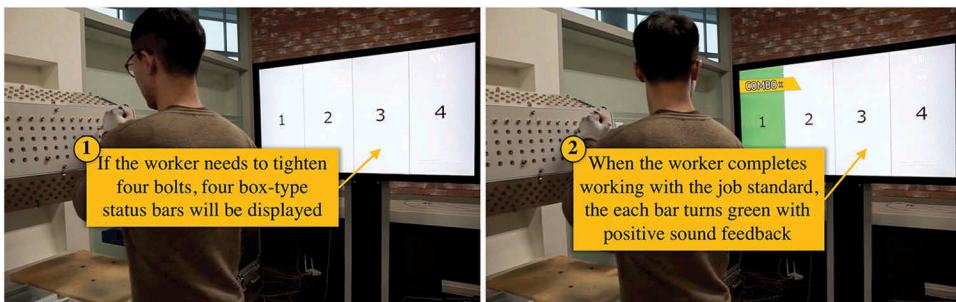 1
If the worker needs to tighten
four bolts, four box-type
status bars will be displayed
1 2 3 4
2
When the worker completes
working with the job standard,
the each bar turns green with
positive sound feedback
COMBO
1 2 3 4